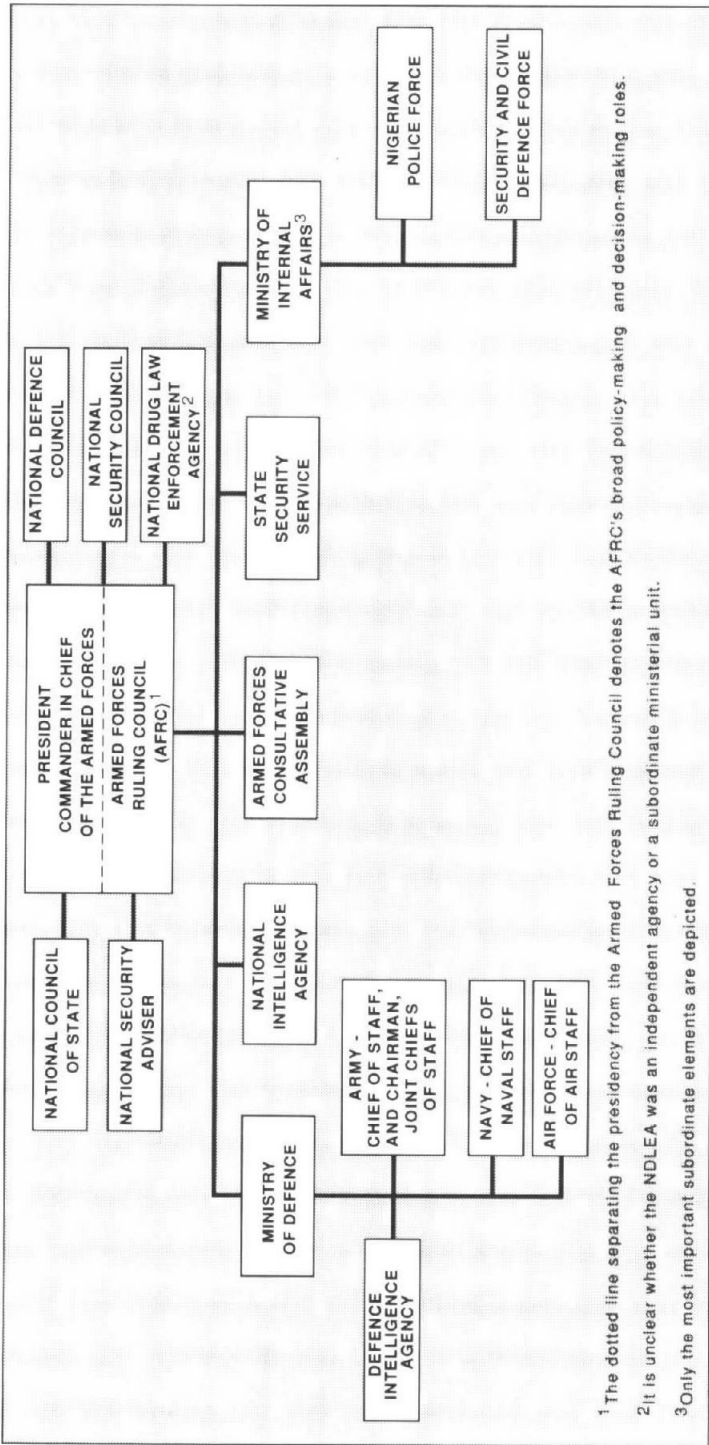 PRESIDENT
COMMANDER IN CHIEF
OF THE ARMED FORCES
ARMED FORCES
RULING COUNCIL
(AFRC)1
NATIONAL COUNCIL
OF STATE
NATIONAL SECURITY
ADVISER
NATIONAL DEFENCE
COUNCIL
NATIONAL
SECURITY COUNCIL
NATIONAL DRUG LAW
ENFORCEMENT
AGENCY2
MINISTRY
OF DEFENCE
NATIONAL
INTELLIGENCE
AGENCY
ARMED FORCES
CONSULTATIVE
ASSEMBLY
STATE
SECURITY
SERVICE
MINISTRY OF
INTERNAL
AFFAIRS3
DEFENCE
INTELLIGENCE
AGENCY
ARMY -
CHIEF OF STAFF,
AND CHAIRMAN,
JOINT CHIEFS
OF STAFF
NAVY - CHIEF OF
NAVAL STAFF
AIR FORCE - CHIEF
OF AIR STAFF
NIGERIAN
POLICE FORCE
SECURITY AND CIVIL
DEFENCE FORCE
1The dotted line separating the presidency from the Armed Forces Ruling Council denotes the AFRC's broad policy-making and decision-making roles.
2It is unclear whether the NDLEA was an independent agency or a subordinate ministerial unit.
3Only the most important subordinate elements are depicted.